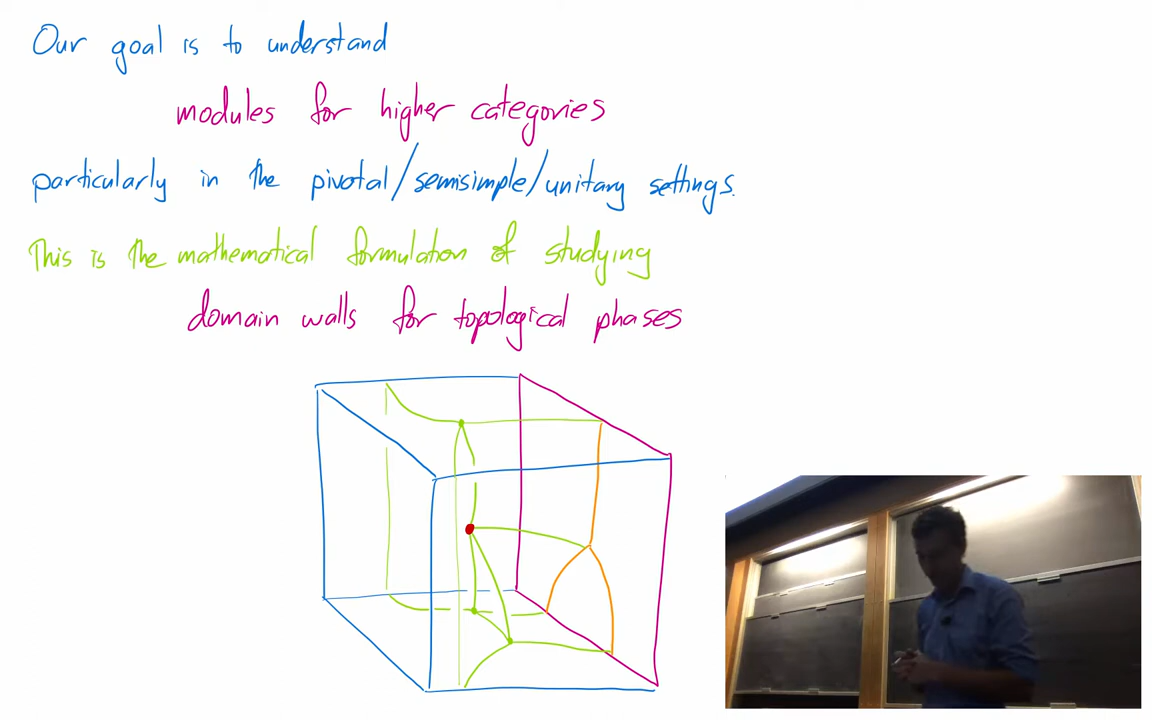 Our goal is to understand
modules for higher categories
particularly in the pivotal/semisimple/unitary settings.
This is the mathematical formulation of studying
domain walls for topological phases